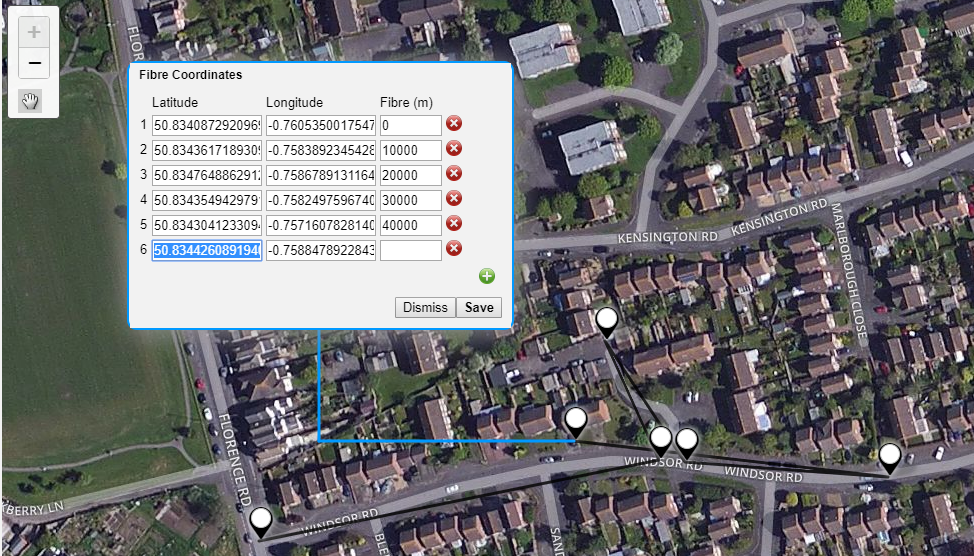 +
−
Fibre Coordinates
Latitude Longitude Fibre (m)
1 50.834087292096 -0.7605350017547 0
2 50.834361718930 -0.7583892345428 10000
3 50.834764886291 -0.7586789131164 20000
4 50.834354942979 -0.7582497596740 30000
5 50.834304123309 -0.7571607828140 40000
6 50.834426089194 -0.7588478922843
Dismiss Save
KENSINGTON RD
KENSINGTON RD
MARLBOROUGH CLOSE
FLORENCE RD
WINDSOR RD
WINDSOR RD
WINDSOR RD
BERRY LN
FLOR
BLE
SAND